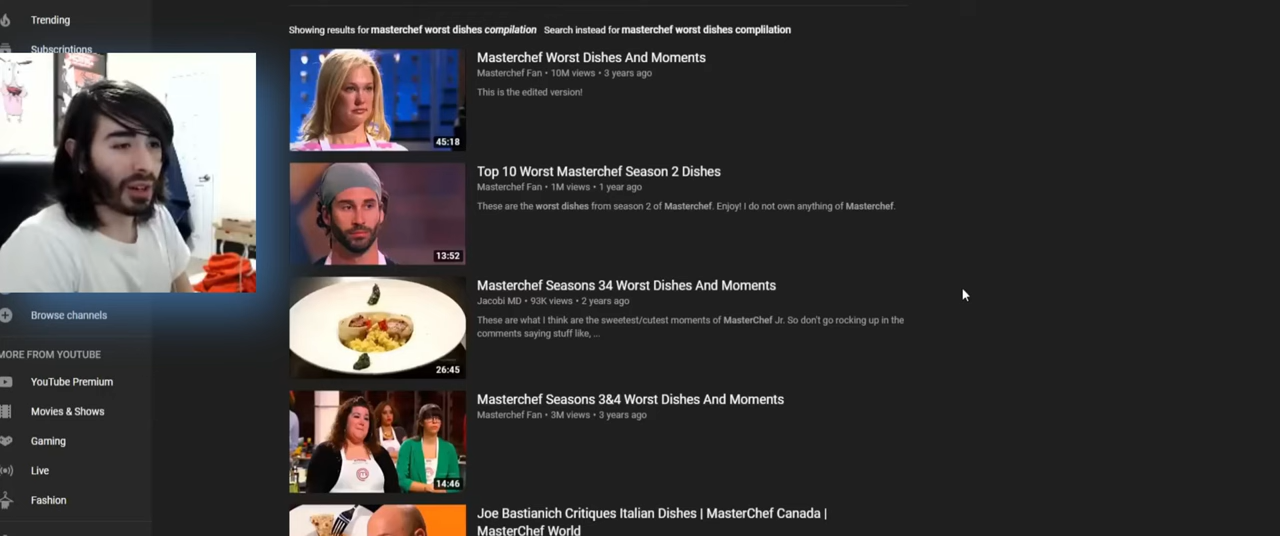 Trending
Subscriptions
Browse channels
MORE FROM YOUTUBE
YouTube Premium
Movies & Shows
Gaming
Live
Fashion
Showing results for masterchef worst dishes compilation Search instead for masterchef worst dishes complilation
Masterchef Worst Dishes And Moments
Masterchef Fan • 10M views • 3 years ago
This is the edited version!
45:18
Top 10 Worst Masterchef Season 2 Dishes
Masterchef Fan • 1M views • 1 year ago
These are the worst dishes from season 2 of Masterchef. Enjoy! I do not own anything of Masterchef.
13:52
Masterchef Seasons 34 Worst Dishes And Moments
Jacobi MD • 93K views • 2 years ago
These are what I think are the sweetest/cutest moments of MasterChef Jr. So don't go rocking up in the
comments saying stuff like, ...
26:45
Masterchef Seasons 3&4 Worst Dishes And Moments
Masterchef Fan • 3M views • 3 years ago
14:46
Joe Bastianich Critiques Italian Dishes | MasterChef Canada |
MasterChef World